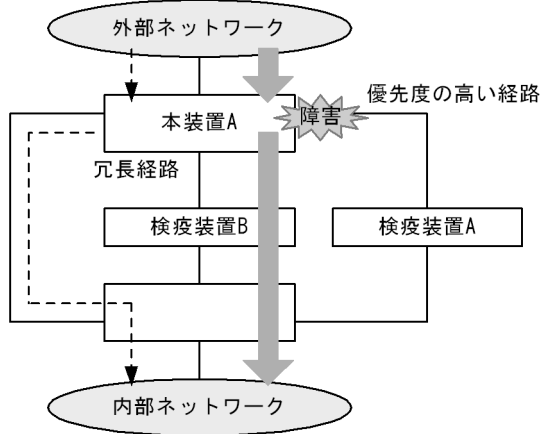 外部ネットワーク
優先度の高い経路
本装置A
障害
冗長経路
検疫装置B
検疫装置A
内部ネットワーク